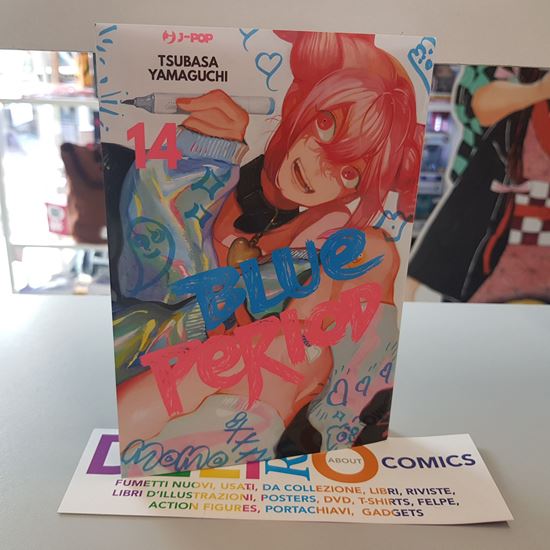 J-POP
TSUBASA
YAMAGUCHI
14
BLUE
PERIOD
ABOUT
COMICS
FUMETTI NUOVI, USATI, DA COLLEZIONE, LIBRI, RIVISTE,
LIBRI D'ILLUSTRAZIONI, POSTERS, DVD, T-SHIRTS, FELPE,
ACTION FIGURES, PORTACHIAVI, GADGETS